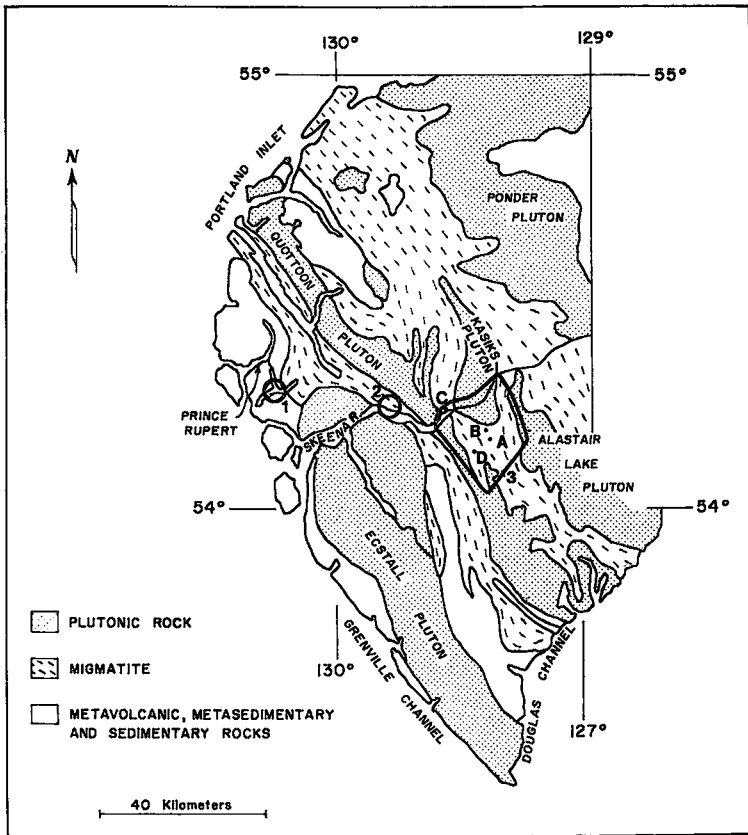 130°
129°
55°
55°
N
PORTLAND INLET
PONDER
PLUTON
QUOTTOON
PLUTON
KASIKS
PLUTON
C
2
1
B
A
D
3
PRINCE
RUPERT
SKEENA R
ALASTAIR
LAKE
PLUTON
54°
54°
ECSTALL
PLUTON
GRENVILLE
CHANNEL
DOUGLAS
CHANNEL
130°
127°
PLUTONIC ROCK
MIGMATITE
METAVOLCANIC, METASEDIMENTARY
AND SEDIMENTARY ROCKS
40 Kilometers